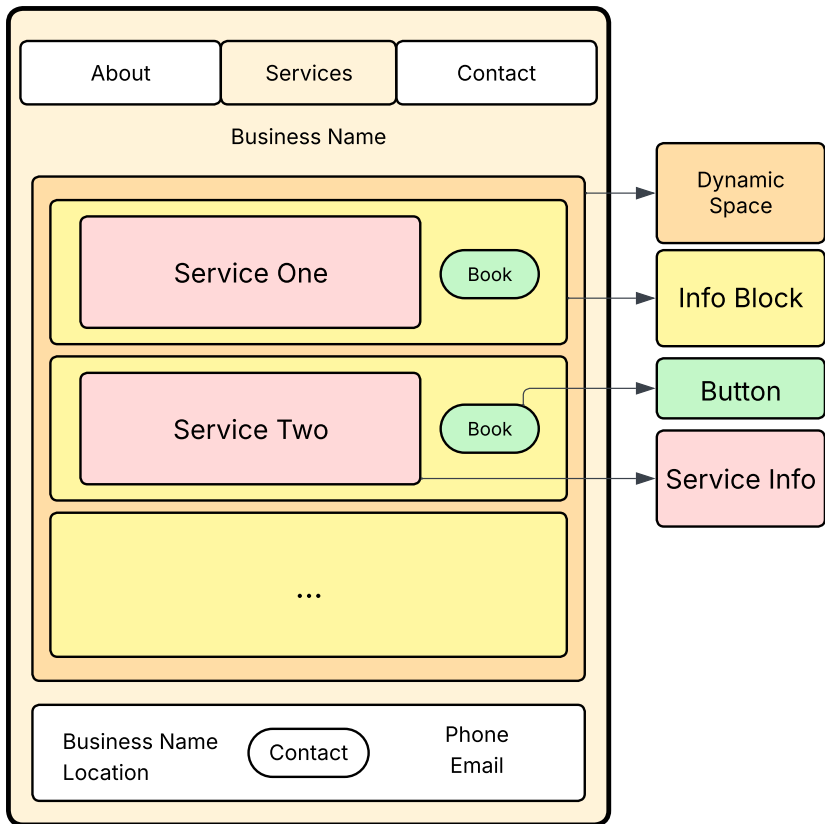 About
Services
Contact
Business Name
Dynamic
Space
Service One
Book
Info Block
Service Two
Book
Button
Service Info
...
Business Name
Location
Contact
Phone
Email